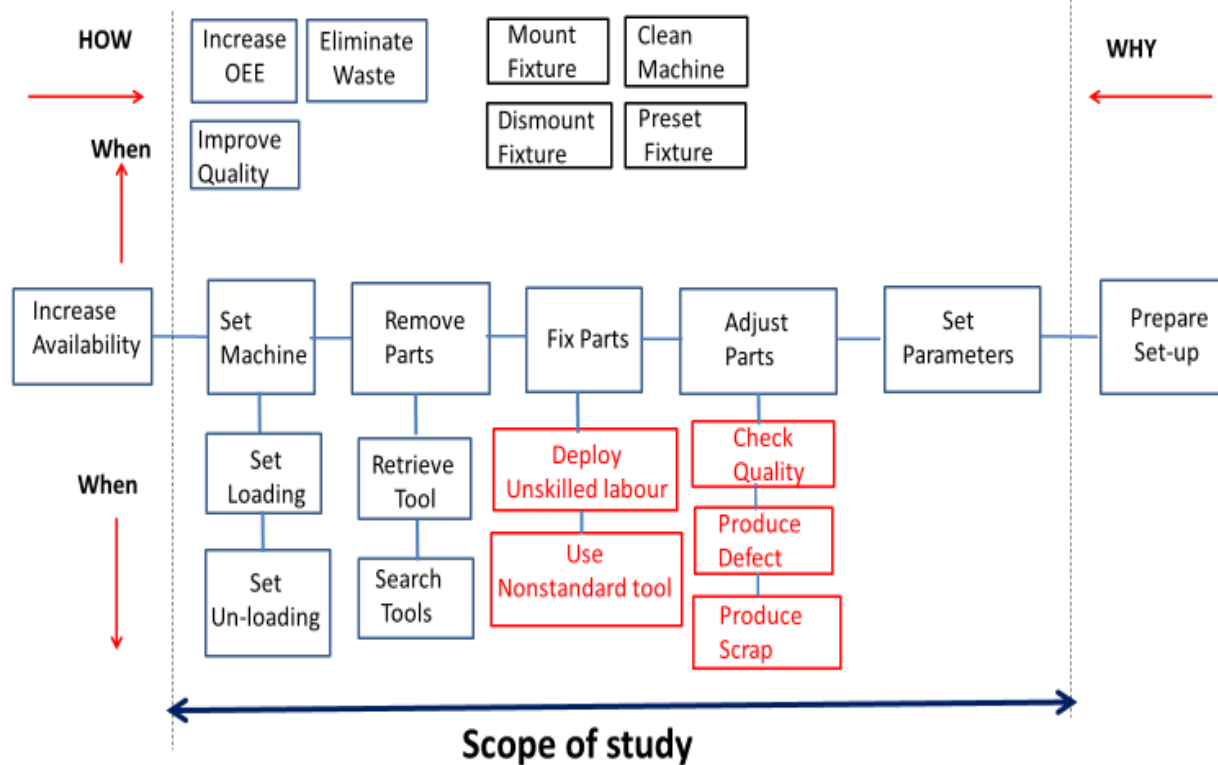 HOW
Increase
OEE
Eliminate
Waste
Mount
Fixture
Clean
Machine
WHY
When
Improve
Quality
Dismount
Fixture
Preset
Fixture
Increase
Availability
Set
Machine
Remove
Parts
Fix Parts
Adjust
Parts
Set
Parameters
Prepare
Set-up
When
Set
Loading
Retrieve
Tool
Deploy
Unskilled labour
Check
Quality
Set
Un-loading
Search
Tools
Use
Nonstandard tool
Produce
Defect
Produce
Scrap
Scope of study